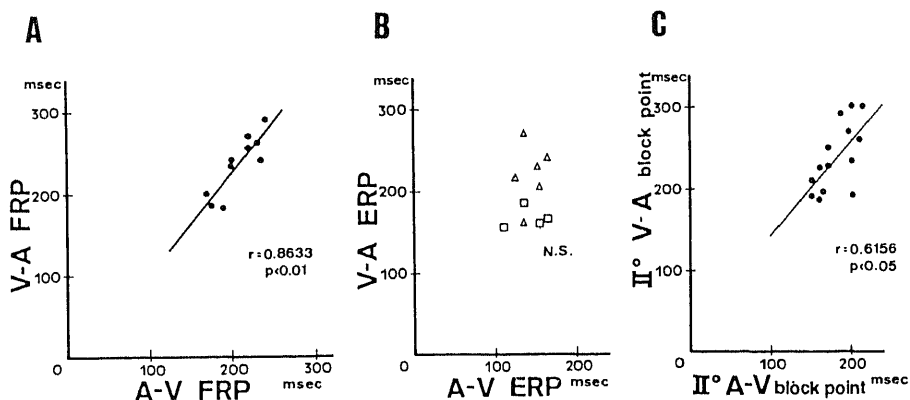 A
msec
300
200
100
0
100
200
300
msec
V-A FRP
A-V FRP
r=0.8633
p<0.01
B
msec
300
200
100
0
100
200
msec
V-A ERP
A-V ERP
N.S.
C
msec
300
200
100
0
100
200
msec
II° V-A block point
II° A-V block point
r=0.6156
p<0.05